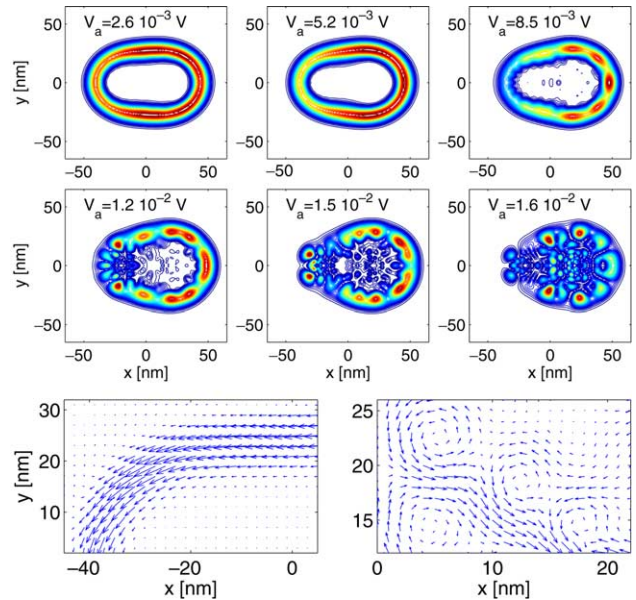 V_a=2.6 10^-3 V
V_a=5.2 10^-3 V
V_a=8.5 10^-3 V
y [nm]
50
0
−50
−50 0 50
−50 0 50
−50 0 50
V_a=1.2 10^-2 V
V_a=1.5 10^-2 V
V_a=1.6 10^-2 V
y [nm]
50
0
−50
−50 0 50
−50 0 50
−50 0 50
x [nm]
x [nm]
x [nm]
y [nm]
30
20
10
−40 −20 0
x [nm]
25
20
15
0 10 20
x [nm]